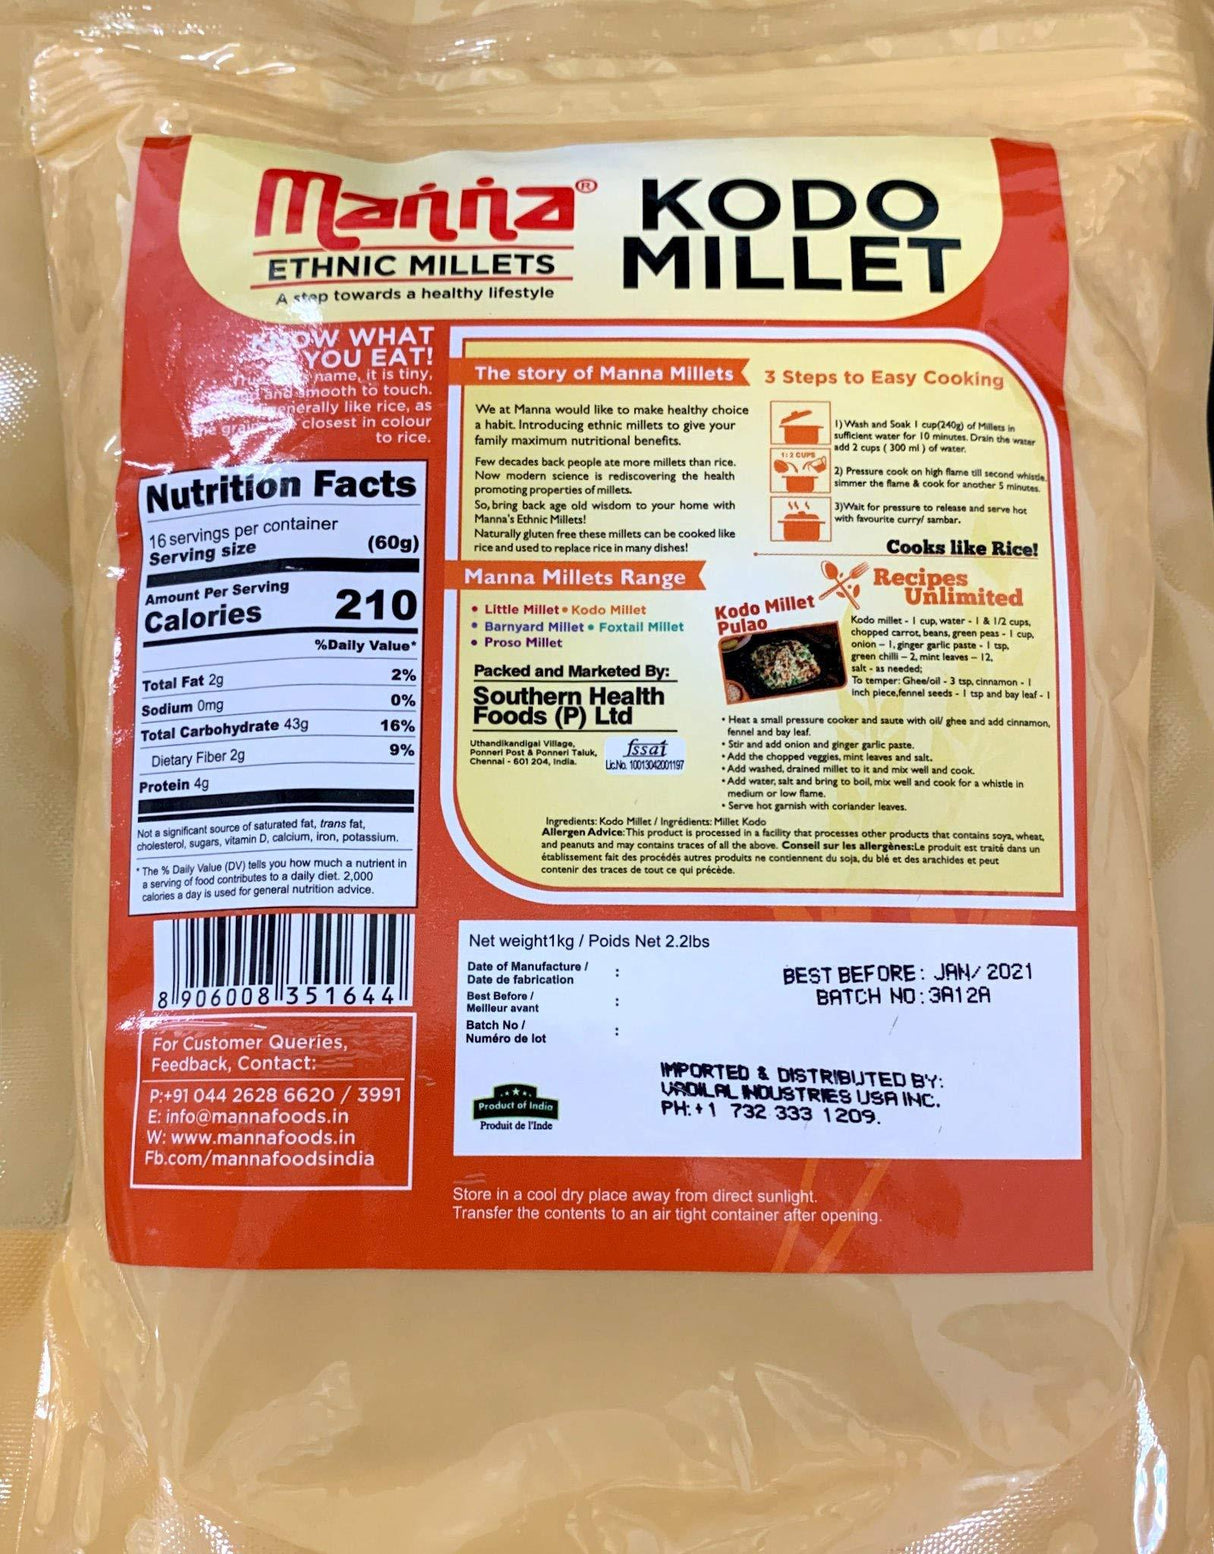 Manna®
ETHNIC MILLETS
A step towards a healthy lifestyle
KODO
MILLET
KNOW WHAT
YOU EAT!
name, it is tiny,
and smooth to touch.
generally like rice, as
closest in colour
to rice.
Nutrition Facts
16 servings per container
Serving size (60g)
Amount Per Serving
Calories 210
%Daily Value*
Total Fat 2g 2%
Sodium 0mg 0%
Total Carbohydrate 43g 16%
Dietary Fiber 2g 9%
Protein 4g
Not a significant source of saturated fat, trans fat,
cholesterol, sugars, vitamin D, calcium, iron, potassium.
* The % Daily Value (DV) tells you how much a nutrient in
a serving of food contributes to a daily diet. 2,000
calories a day is used for general nutrition advice.
8 906008 351644
For Customer Queries,
Feedback, Contact:
P:+91 044 2628 6620 / 3991
E: info@mannafoods.in
W: www.mannafoods.in
Fb.com/mannafoodsindia
The story of Manna Millets
We at Manna would like to make healthy choice
a habit. Introducing ethnic millets to give your
family maximum nutritional benefits.
Few decades back people ate more millets than rice.
Now modern science is rediscovering the health
promoting properties of millets.
So, bring back age old wisdom to your home with
Manna's Ethnic Millets!
Naturally gluten free these millets can be cooked like
rice and used to replace rice in many dishes!
Manna Millets Range
• Little Millet • Kodo Millet
• Barnyard Millet • Foxtail Millet
• Proso Millet
Packed and Marketed By:
Southern Health
Foods (P) Ltd
Uthandikandigai Village,
Ponneri Post & Ponneri Taluk,
Chennai - 601 204, India.
fssai
Lic.No. 10013042001197
3 Steps to Easy Cooking
1) Wash and Soak 1 cup(240g) of Millets in
sufficient water for 10 minutes. Drain the water
add 2 cups ( 300 ml ) of water.
1: 2 CUPS
2) Pressure cook on high flame till second whistle,
simmer the flame & cook for another 5 minutes.
3)Wait for pressure to release and serve hot
with favourite curry/ sambar.
Cooks like Rice!
Recipes
Unlimited
Kodo Millet
Pulao
Kodo millet - 1 cup, water - 1 & 1/2 cups,
chopped carrot, beans, green peas - 1 cup,
onion – 1, ginger garlic paste - 1 tsp,
green chilli – 2, mint leaves – 12,
salt - as needed;
To temper: Ghee/oil - 3 tsp, cinnamon - 1
inch piece,fennel seeds - 1 tsp and bay leaf - 1
• Heat a small pressure cooker and saute with oil/ ghee and add cinnamon,
fennel and bay leaf.
• Stir and add onion and ginger garlic paste.
• Add the chopped veggies, mint leaves and salt.
• Add washed, drained millet to it and mix well and cook.
• Add water, salt and bring to boil, mix well and cook for a whistle in
medium or low flame.
• Serve hot garnish with coriander leaves.
Ingredients: Kodo Millet / Ingrédients: Millet Kodo
Allergen Advice:This product is processed in a facility that processes other products that contains soya, wheat,
and peanuts and may contains traces of all the above. Conseil sur les allergènes:Le produit est traité dans un
établissement fait des procédés autres produits ne contiennent du soja, du blé et des arachides et peut
contenir des traces de tout ce qui précède.
Net weight1kg / Poids Net 2.2lbs
Date of Manufacture / :
Date de fabrication
Best Before / :
Meilleur avant
Batch No / :
Numéro de lot
BEST BEFORE: JAN/ 2021
BATCH NO:3A12A
IMPORTED & DISTRIBUTED BY:
VADILAL INDUSTRIES USA INC.
PH:+1 732 333 1209.
Product of India
Produit de l'Inde
Store in a cool dry place away from direct sunlight.
Transfer the contents to an air tight container after opening.